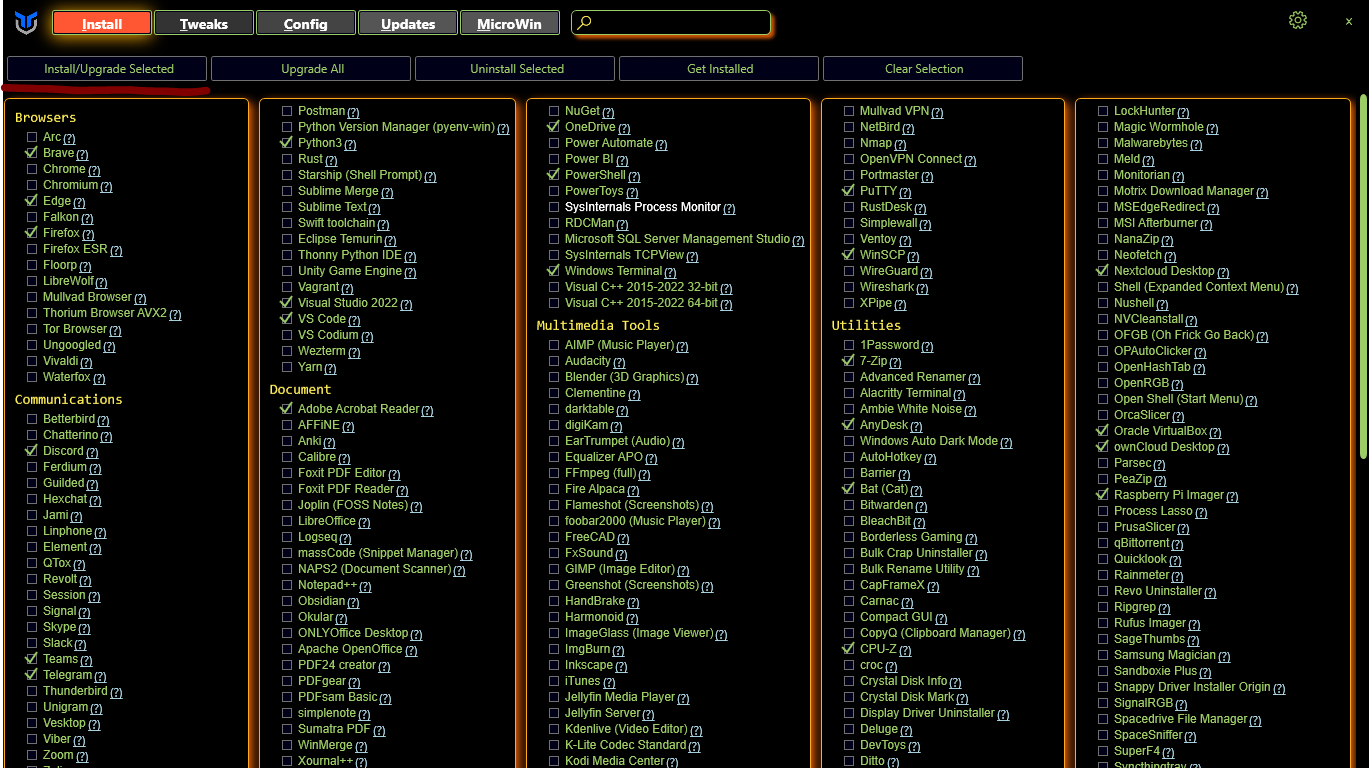 Install
Tweaks
Config
Updates
MicroWin
×
Install/Upgrade Selected
Upgrade All
Uninstall Selected
Get Installed
Clear Selection
Browsers
Arc (?)
Brave (?)
Chrome (?)
Chromium (?)
Edge (?)
Falkon (?)
Firefox (?)
Firefox ESR (?)
Floorp (?)
LibreWolf (?)
Mullvad Browser (?)
Thorium Browser AVX2 (?)
Tor Browser (?)
Ungoogled (?)
Vivaldi (?)
Waterfox (?)
Communications
Betterbird (?)
Chatterino (?)
Discord (?)
Ferdium (?)
Guilded (?)
Hexchat (?)
Jami (?)
Linphone (?)
Element (?)
QTox (?)
Revolt (?)
Session (?)
Signal (?)
Skype (?)
Slack (?)
Teams (?)
Telegram (?)
Thunderbird (?)
Unigram (?)
Vesktop (?)
Viber (?)
Zoom (?)
Postman (?)
Python Version Manager (pyenv-win) (?)
Python3 (?)
Rust (?)
Starship (Shell Prompt) (?)
Sublime Merge (?)
Sublime Text (?)
Swift toolchain (?)
Eclipse Temurin (?)
Thonny Python IDE (?)
Unity Game Engine (?)
Vagrant (?)
Visual Studio 2022 (?)
VS Code (?)
VS Codium (?)
Wezterm (?)
Yarn (?)
Document
Adobe Acrobat Reader (?)
AFFiNE (?)
Anki (?)
Calibre (?)
Foxit PDF Editor (?)
Foxit PDF Reader (?)
Joplin (FOSS Notes) (?)
LibreOffice (?)
Logseq (?)
massCode (Snippet Manager) (?)
NAPS2 (Document Scanner) (?)
Notepad++ (?)
Obsidian (?)
Okular (?)
ONLYOffice Desktop (?)
Apache OpenOffice (?)
PDF24 creator (?)
PDFgear (?)
PDFsam Basic (?)
simplenote (?)
Sumatra PDF (?)
WinMerge (?)
Xournal++ (?)
NuGet (?)
OneDrive (?)
Power Automate (?)
Power BI (?)
PowerShell (?)
PowerToys (?)
SysInternals Process Monitor (?)
RDCMan (?)
Microsoft SQL Server Management Studio (?)
SysInternals TCPView (?)
Windows Terminal (?)
Visual C++ 2015-2022 32-bit (?)
Visual C++ 2015-2022 64-bit (?)
Multimedia Tools
AIMP (Music Player) (?)
Audacity (?)
Blender (3D Graphics) (?)
Clementine (?)
darktable (?)
digiKam (?)
EarTrumpet (Audio) (?)
Equalizer APO (?)
FFmpeg (full) (?)
Fire Alpaca (?)
Flameshot (Screenshots) (?)
foobar2000 (Music Player) (?)
FreeCAD (?)
FxSound (?)
GIMP (Image Editor) (?)
Greenshot (Screenshots) (?)
HandBrake (?)
Harmonoid (?)
ImageGlass (Image Viewer) (?)
ImgBurn (?)
Inkscape (?)
iTunes (?)
Jellyfin Media Player (?)
Jellyfin Server (?)
Kdenlive (Video Editor) (?)
K-Lite Codec Standard (?)
Kodi Media Center (?)
Mullvad VPN (?)
NetBird (?)
Nmap (?)
OpenVPN Connect (?)
Portmaster (?)
PuTTY (?)
RustDesk (?)
Simplewall (?)
Ventoy (?)
WinSCP (?)
WireGuard (?)
Wireshark (?)
XPipe (?)
Utilities
1Password (?)
7-Zip (?)
Advanced Renamer (?)
Alacritty Terminal (?)
Ambie White Noise (?)
AnyDesk (?)
Windows Auto Dark Mode (?)
AutoHotkey (?)
Barrier (?)
Bat (Cat) (?)
Bitwarden (?)
BleachBit (?)
Borderless Gaming (?)
Bulk Crap Uninstaller (?)
Bulk Rename Utility (?)
CapFrameX (?)
Carnac (?)
Compact GUI (?)
CopyQ (Clipboard Manager) (?)
CPU-Z (?)
croc (?)
Crystal Disk Info (?)
Crystal Disk Mark (?)
Display Driver Uninstaller (?)
Deluge (?)
DevToys (?)
Ditto (?)
LockHunter (?)
Magic Wormhole (?)
Malwarebytes (?)
Meld (?)
Monitorian (?)
Motrix Download Manager (?)
MSEdgeRedirect (?)
MSI Afterburner (?)
NanaZip (?)
Neofetch (?)
Nextcloud Desktop (?)
Shell (Expanded Context Menu) (?)
Nushell (?)
NVCleanstall (?)
OFGB (Oh Frick Go Back) (?)
OPAutoClicker (?)
OpenHashTab (?)
OpenRGB (?)
Open Shell (Start Menu) (?)
OrcaSlicer (?)
Oracle VirtualBox (?)
ownCloud Desktop (?)
Parsec (?)
PeaZip (?)
Raspberry Pi Imager (?)
Process Lasso (?)
PrusaSlicer (?)
qBittorrent (?)
Quicklook (?)
Rainmeter (?)
Revo Uninstaller (?)
Ripgrep (?)
Rufus Imager (?)
SageThumbs (?)
Samsung Magician (?)
Sandboxie Plus (?)
Snappy Driver Installer Origin (?)
SignalRGB (?)
Spacedrive File Manager (?)
SpaceSniffer (?)
SuperF4 (?)
Syncthingtray (?)